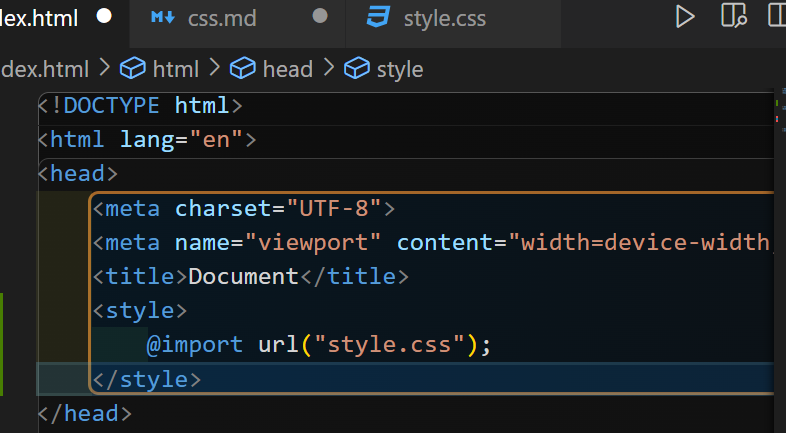 ex.html css.md style.css
dex.html > html > head > style
<!DOCTYPE html>
<html lang="en">
<head>
<meta charset="UTF-8">
<meta name="viewport" content="width=device-width,
<title>Document</title>
<style>
@import url("style.css");
</style>
</head>